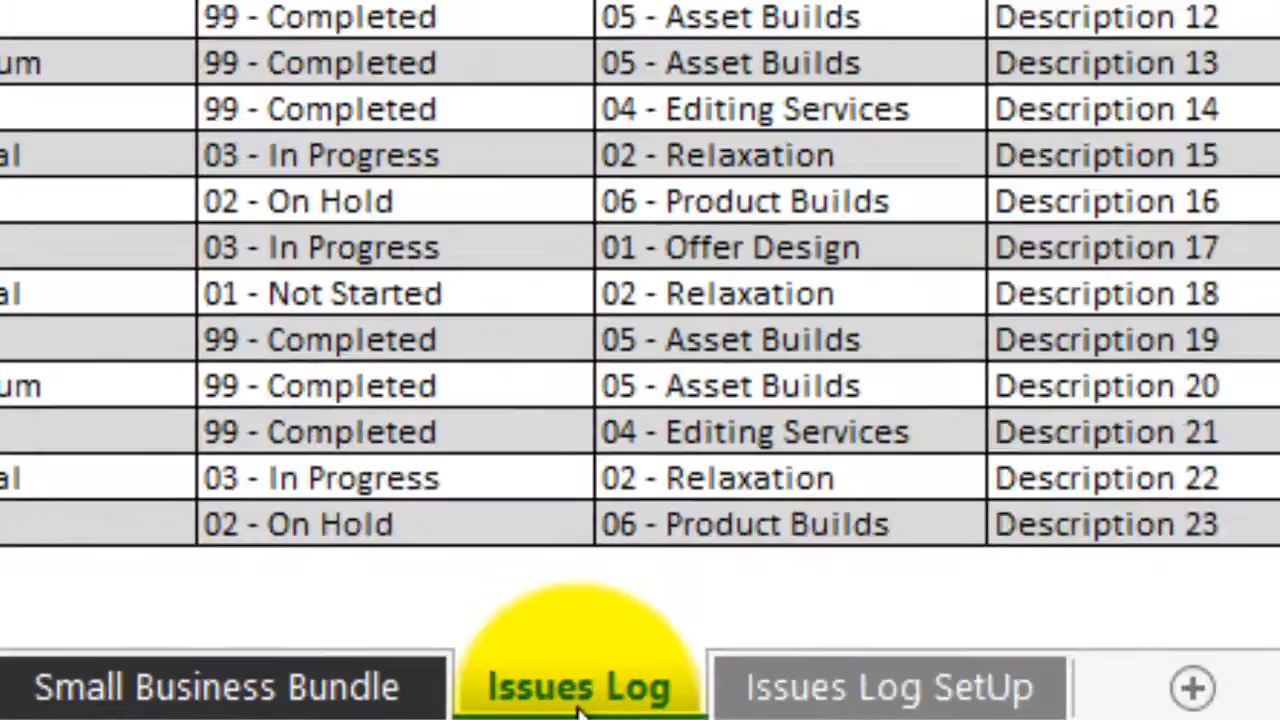 99 - Completed 05 - Asset Builds Description 12
um 99 - Completed 05 - Asset Builds Description 13
99 - Completed 04 - Editing Services Description 14
al 03 - In Progress 02 - Relaxation Description 15
02 - On Hold 06 - Product Builds Description 16
03 - In Progress 01 - Offer Design Description 17
al 01 - Not Started 02 - Relaxation Description 18
99 - Completed 05 - Asset Builds Description 19
um 99 - Completed 05 - Asset Builds Description 20
99 - Completed 04 - Editing Services Description 21
al 03 - In Progress 02 - Relaxation Description 22
02 - On Hold 06 - Product Builds Description 23
Small Business Bundle Issues Log Issues Log SetUp